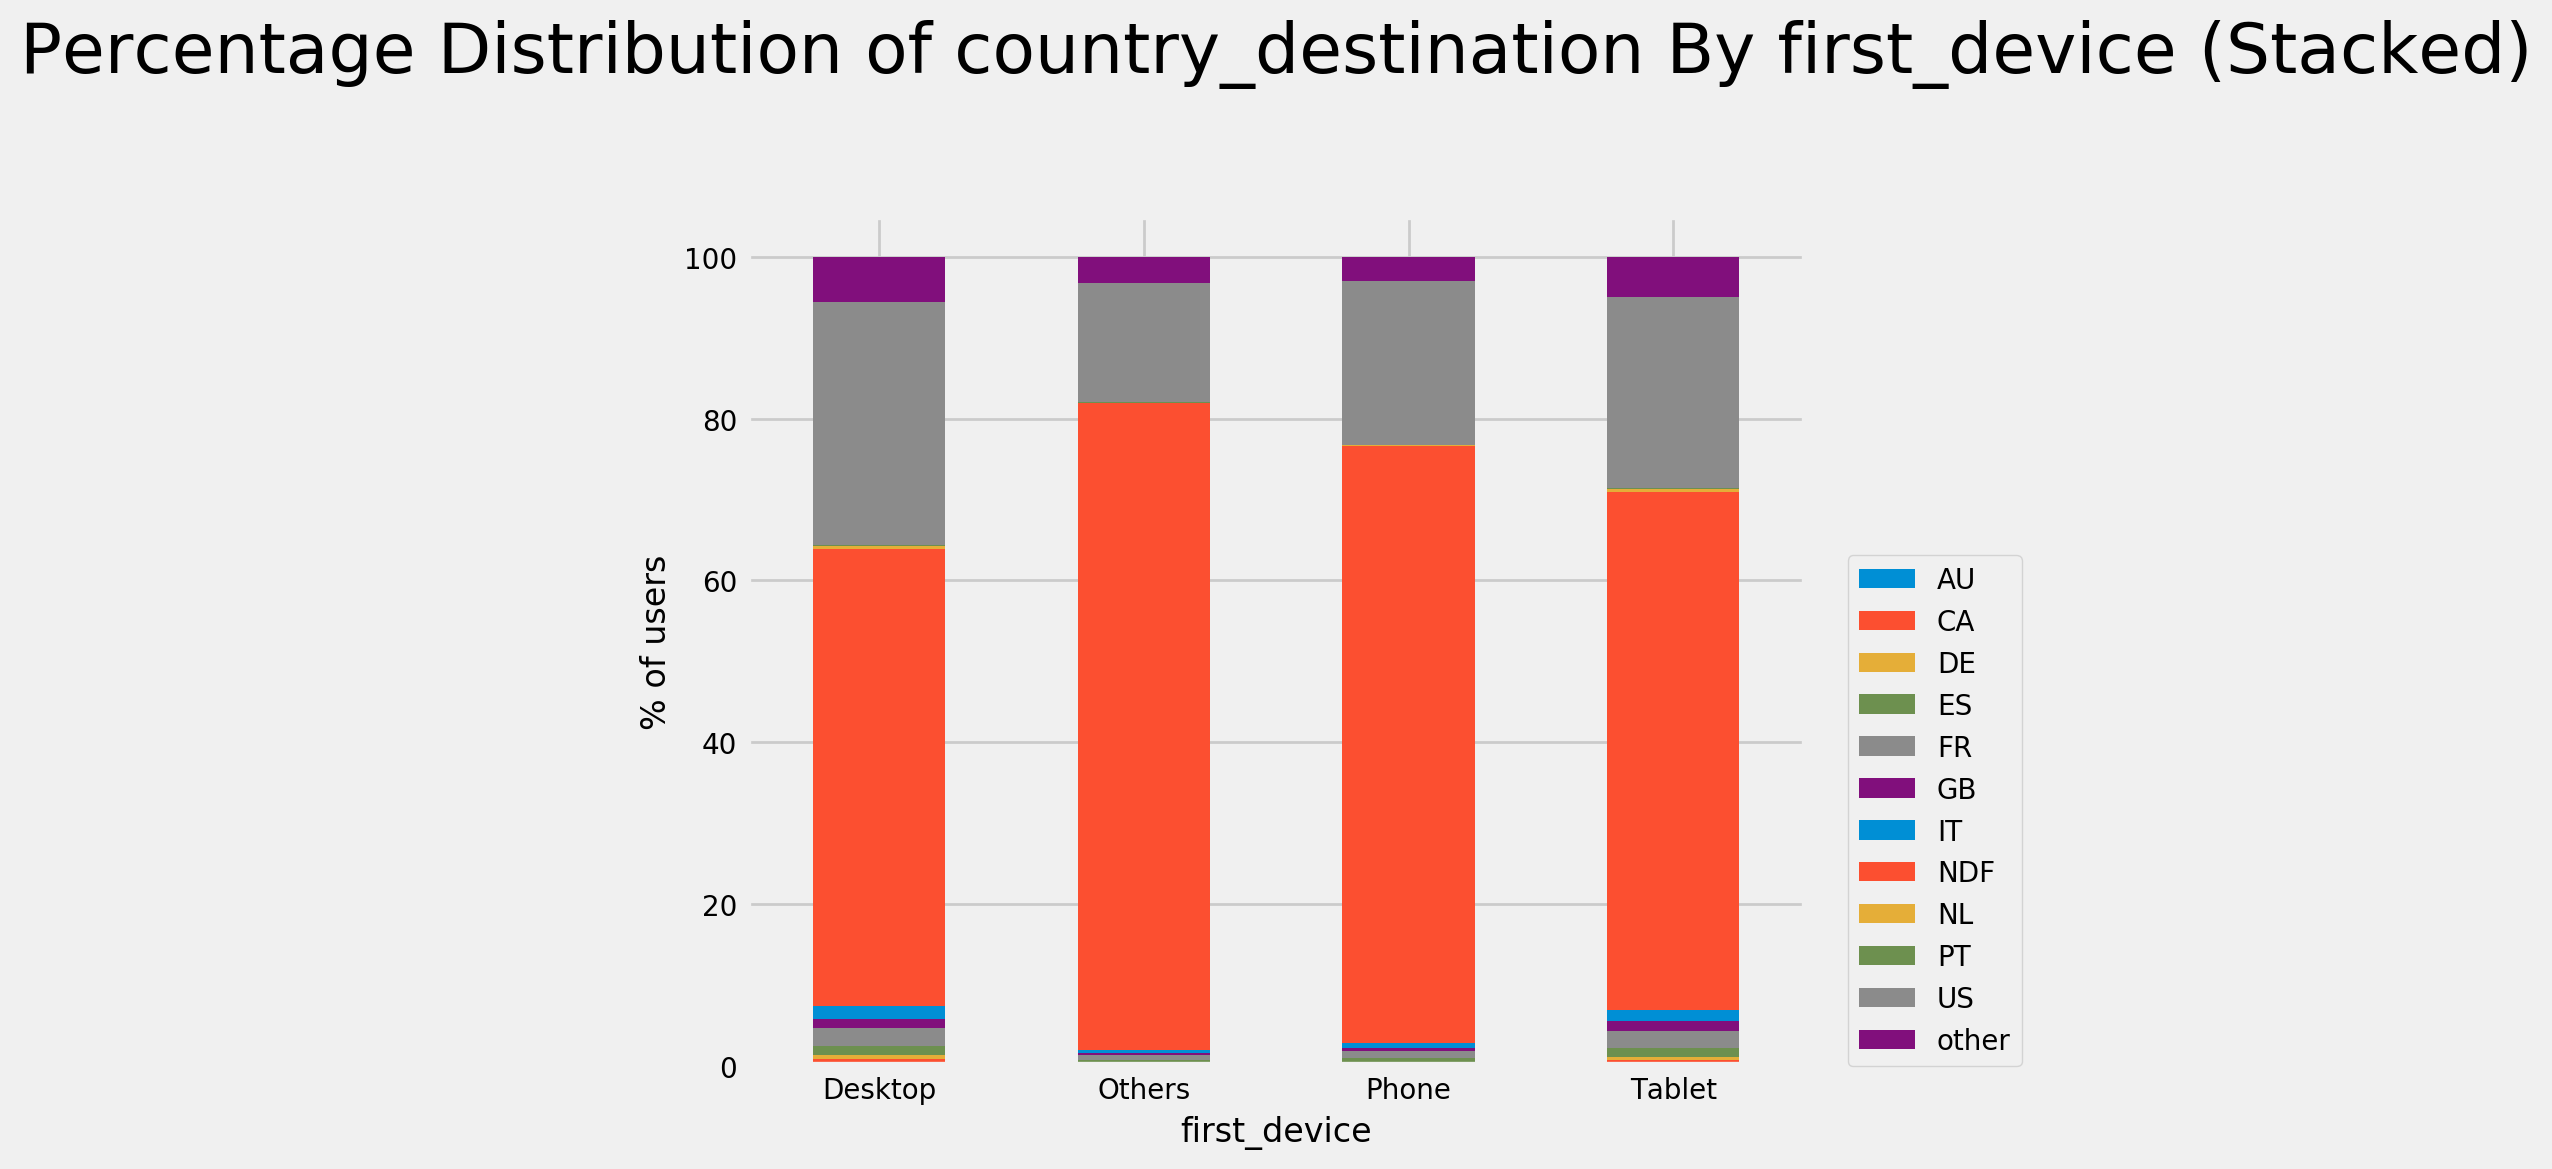 Percentage Distribution of country_destination By first_device (Stacked)
100
80
60
40
20
0
% of users
Desktop
Others
Phone
Tablet
first_device
AU
CA
DE
ES
FR
GB
IT
NDF
NL
PT
US
other